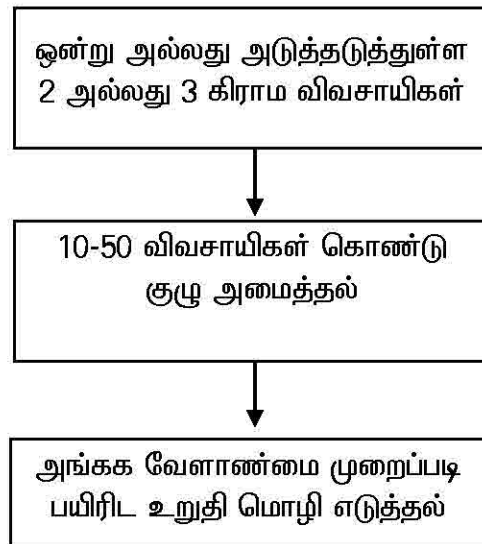 ஒன்று அல்லது அடுத்தடுத்துள்ள
2 அல்லது 3 கிராம விவசாயிகள்
10-50 விவசாயிகள் கொண்டு
குழு அமைத்தல்
அங்கக வேளாண்மை முறைப்படி
பயிரிட உறுதி மொழி எடுத்தல்